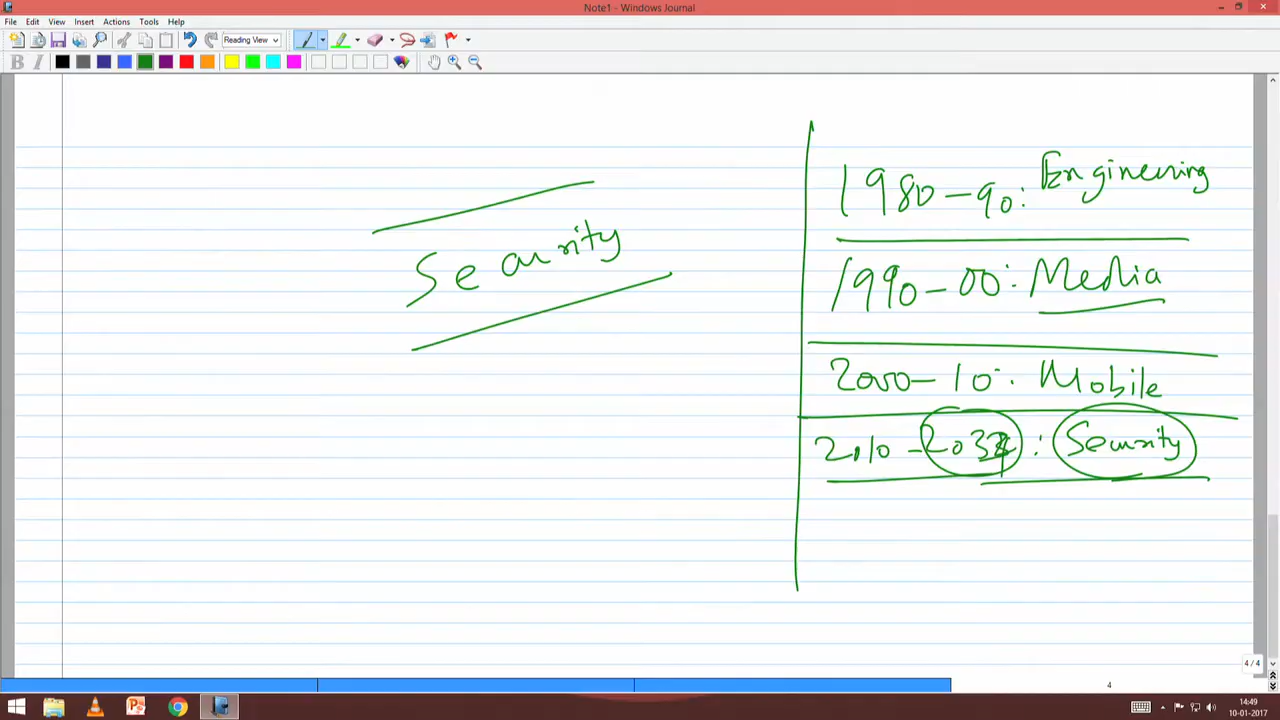 Note1 - Windows Journal
File Edit View Insert Actions Tools Help
Reading View
B I
Security
1980-90: Engineering
1990-00: Media
2000-10: Mobile
2010 - : Security
4 / 4
4
14:49
10-01-2017